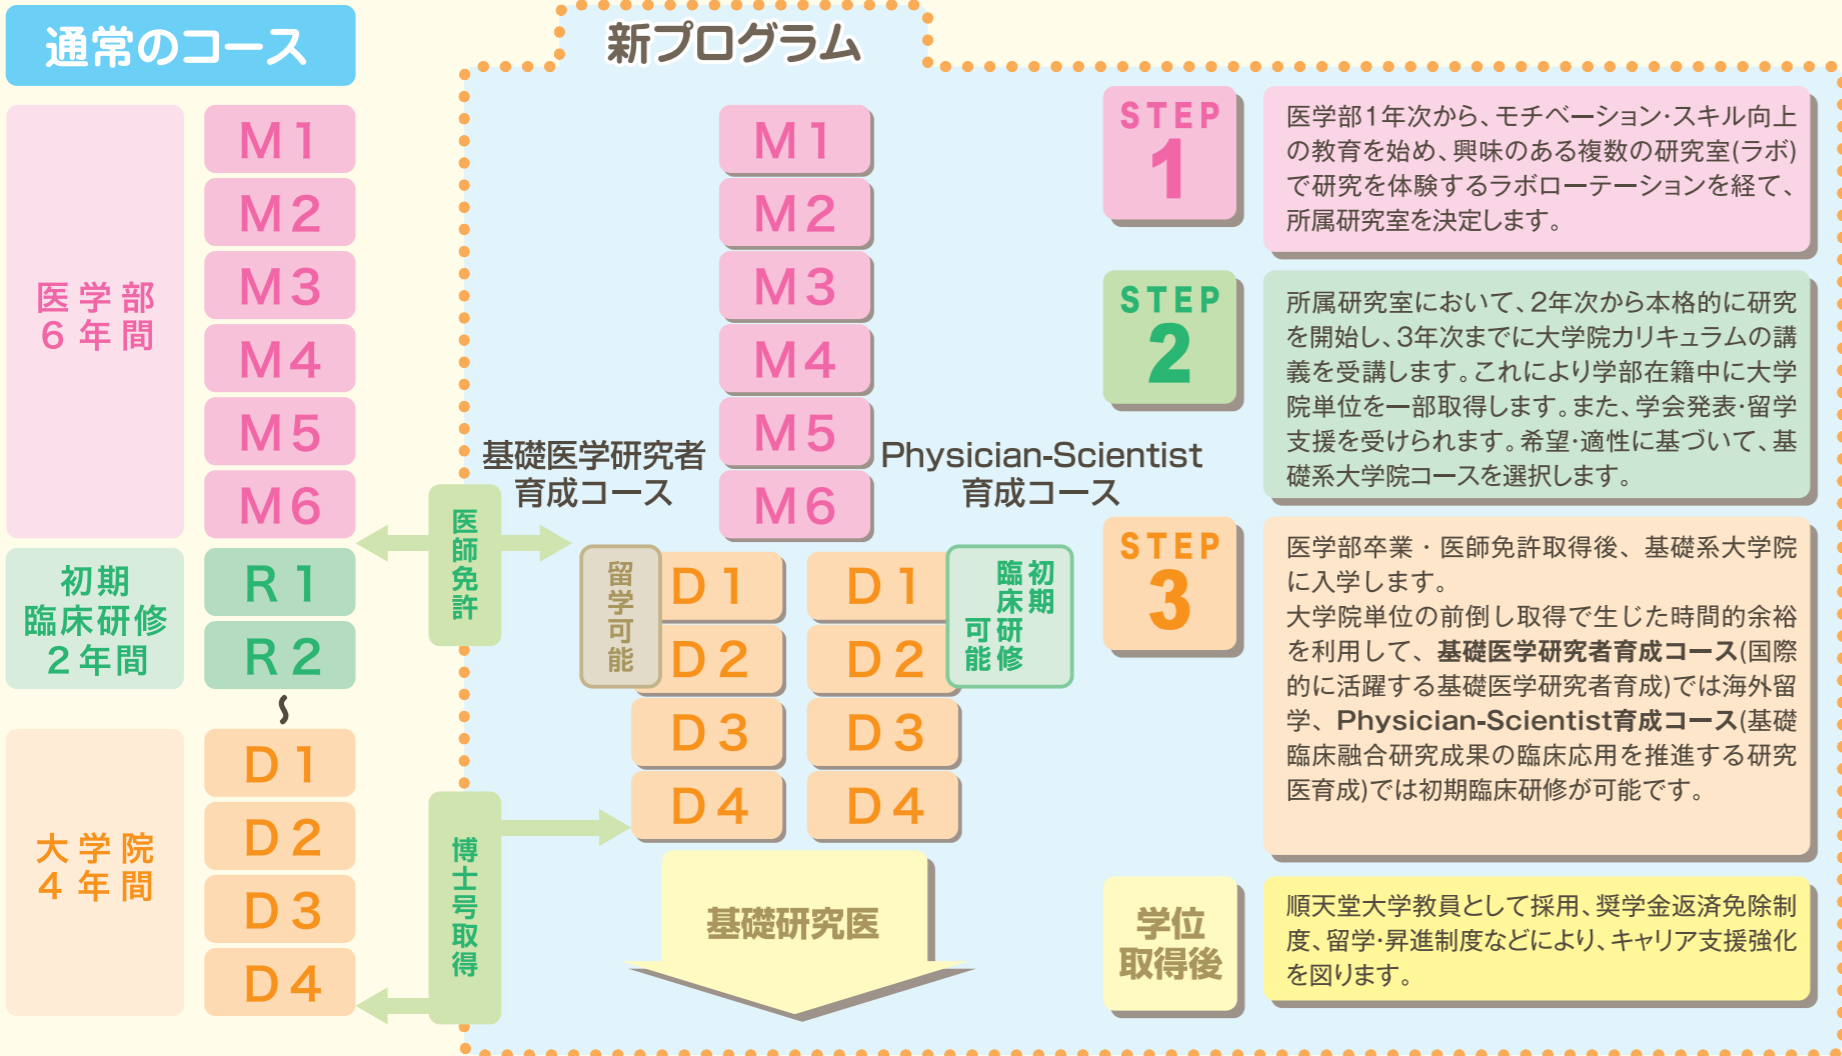 通常のコース
医学部
6年間
M1
M2
M3
M4
M5
M6
初期
臨床研修
2年間
R1
R2
〜
大学院
4年間
D1
D2
D3
D4
医師免許
博士号取得
新プログラム
M1
M2
M3
M4
M5
M6
基礎医学研究者
育成コース
Physician-Scientist
育成コース
留学可能
D1
D2
D3
D4
D1
D2
D3
D4
初期
臨床研修
可能
基礎研究医
STEP
1
医学部1年次から、モチベーション・スキル向上
の教育を始め、興味のある複数の研究室(ラボ)
で研究を体験するラボローテーションを経て、
所属研究室を決定します。
STEP
2
所属研究室において、2年次から本格的に研究
を開始し、3年次までに大学院カリキュラムの講
義を受講します。これにより学部在籍中に大学
院単位を一部取得します。また、学会発表・留学
支援を受けられます。希望・適性に基づいて、基
礎系大学院コースを選択します。
STEP
3
医学部卒業・医師免許取得後、基礎系大学院
に入学します。
大学院単位の前倒し取得で生じた時間的余裕
を利用して、基礎医学研究者育成コース(国際
的に活躍する基礎医学研究者育成)では海外留
学、Physician-Scientist育成コース(基礎
臨床融合研究成果の臨床応用を推進する研究
医育成)では初期臨床研修が可能です。
学位
取得後
順天堂大学教員として採用、奨学金返済免除制
度、留学・昇進制度などにより、キャリア支援強化
を図ります。